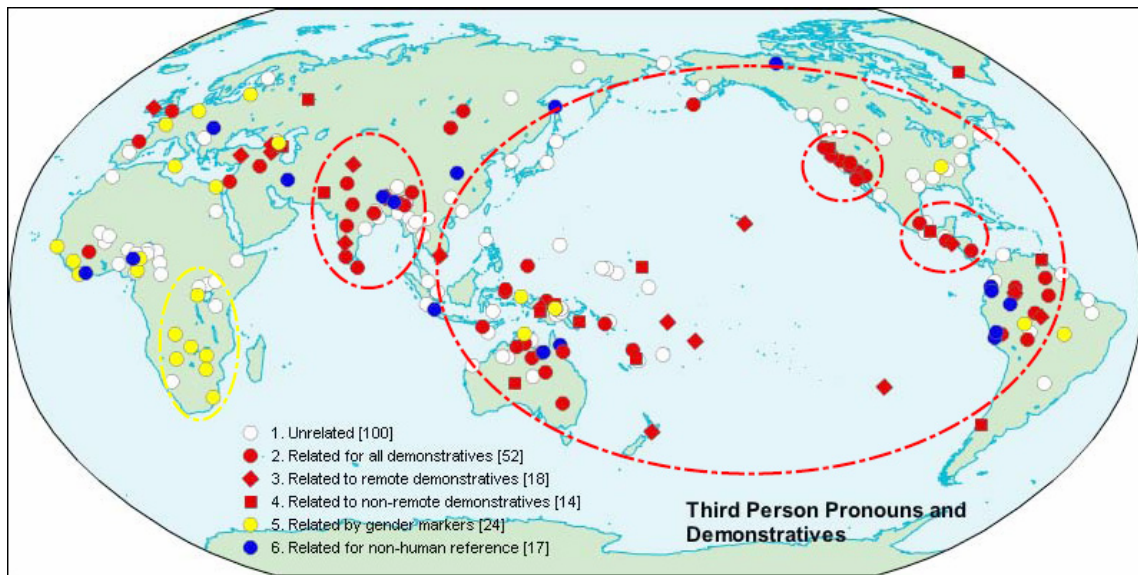 1. Unrelated [100]
2. Related for all demonstratives [52]
3. Related to remote demonstratives [18]
4. Related to non-remote demonstratives [14]
5. Related by gender markers [24]
6. Related for non-human reference [17]
Third Person Pronouns and
Demonstratives